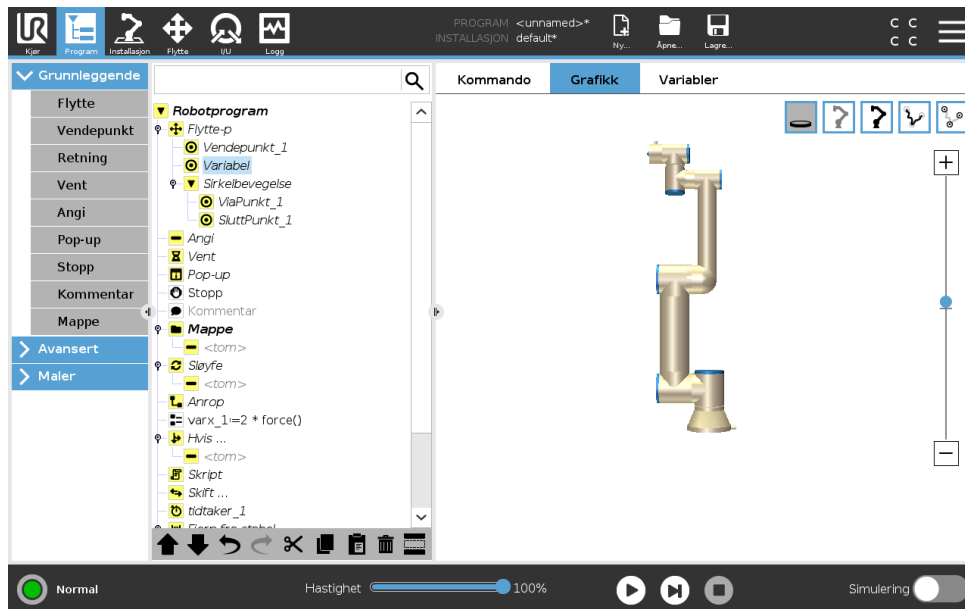 UR
Kjør
Program
Installasjon
Flytte
I/U
Logg
PROGRAM <unnamed>*
INSTALLASJON default*
Ny...
Åpne...
Lagre...
C C
C C
Grunnleggende
Flytte
Vendepunkt
Retning
Vent
Angi
Pop-up
Stopp
Kommentar
Mappe
Avansert
Maler
Robotprogram
Flytte-p
Vendepunkt_1
Variabel
Sirkelbevegelse
ViaPunkt_1
SluttPunkt_1
Angi
Vent
Pop-up
Stopp
Kommentar
Mappe
<tom>
Sløyfe
<tom>
Anrop
varx_1:=2 * force()
Hvis ...
<tom>
Skript
Skift ...
tidtaker_1
Kommando
Grafikk
Variabler
Normal
Hastighet
100%
Simulering